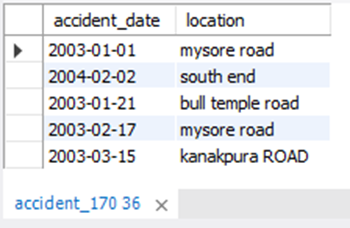 accident_date location
2003-01-01 mysore road
2004-02-02 south end
2003-01-21 bull temple road
2003-02-17 mysore road
2003-03-15 kanakpura ROAD
accident_170 36